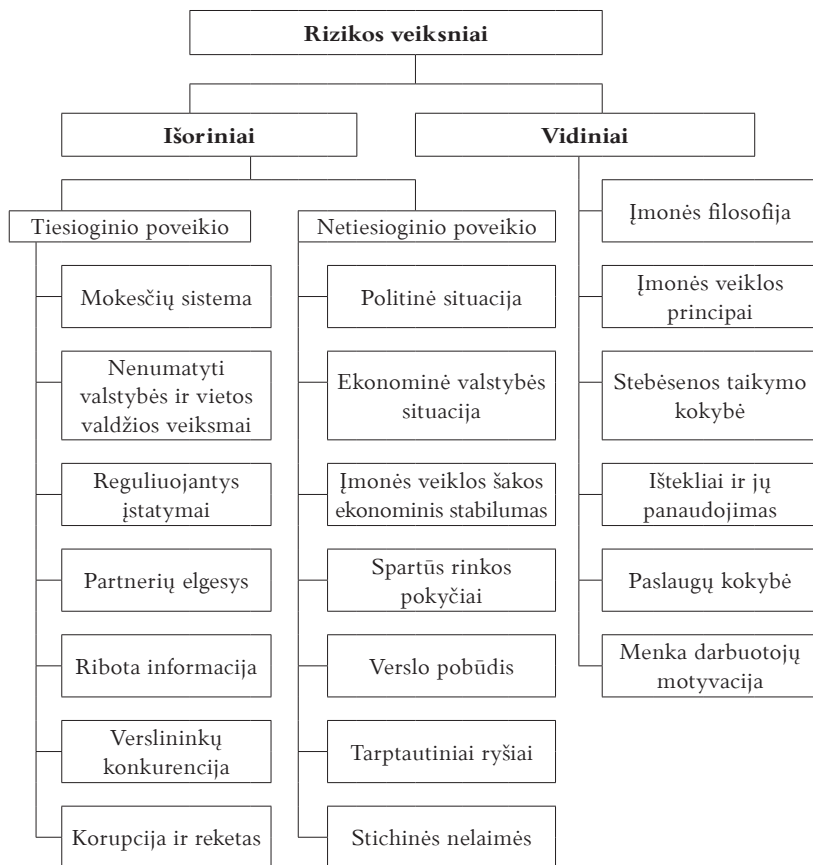 Rizikos veiksniai
Išoriniai
Vidiniai
Tiesioginio poveikio
Mokesčių sistema
Nenumatyti
valstybės ir vietos
valdžios veiksmai
Reguliuojantys
įstatymai
Partnerių elgesys
Ribota informacija
Verslininkų
konkurencija
Korupcija ir reketas
Netiesioginio poveikio
Politinė situacija
Ekonominė valstybės
situacija
Įmonės veiklos šakos
ekonominis stabilumas
Spartūs rinkos
pokyčiai
Verslo pobūdis
Tarptautiniai ryšiai
Stichinės nelaimės
Įmonės filosofija
Įmonės veiklos
principai
Stebėsenos taikymo
kokybė
Ištekliai ir jų
panaudojimas
Paslaugų kokybė
Menka darbuotojų
motyvacija